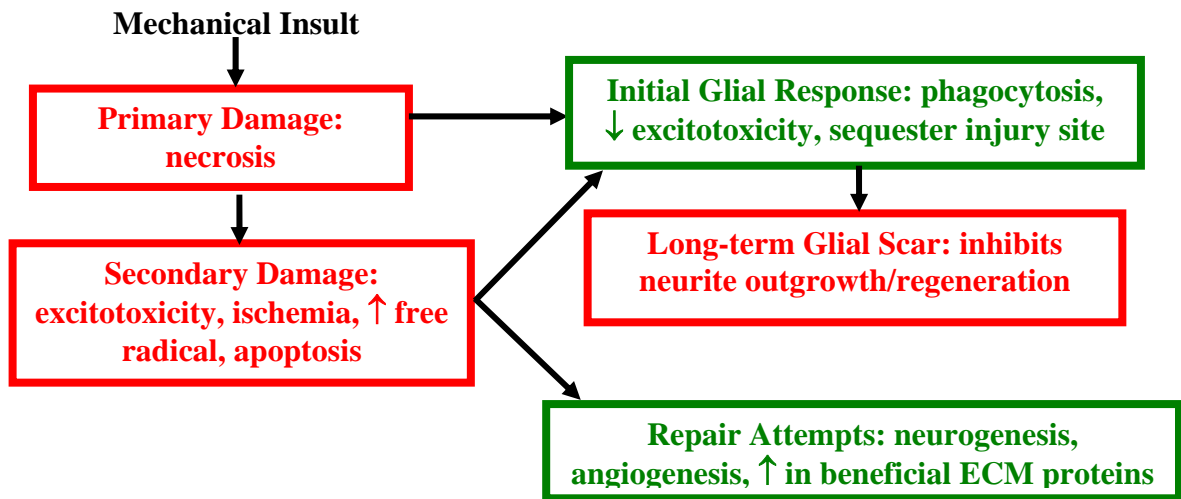 Mechanical Insult
Primary Damage:
necrosis
Initial Glial Response: phagocytosis,
↓ excitotoxicity, sequester injury site
Secondary Damage:
excitotoxicity, ischemia, ↑ free
radical, apoptosis
Long-term Glial Scar: inhibits
neurite outgrowth/regeneration
Repair Attempts: neurogenesis,
angiogenesis, ↑ in beneficial ECM proteins